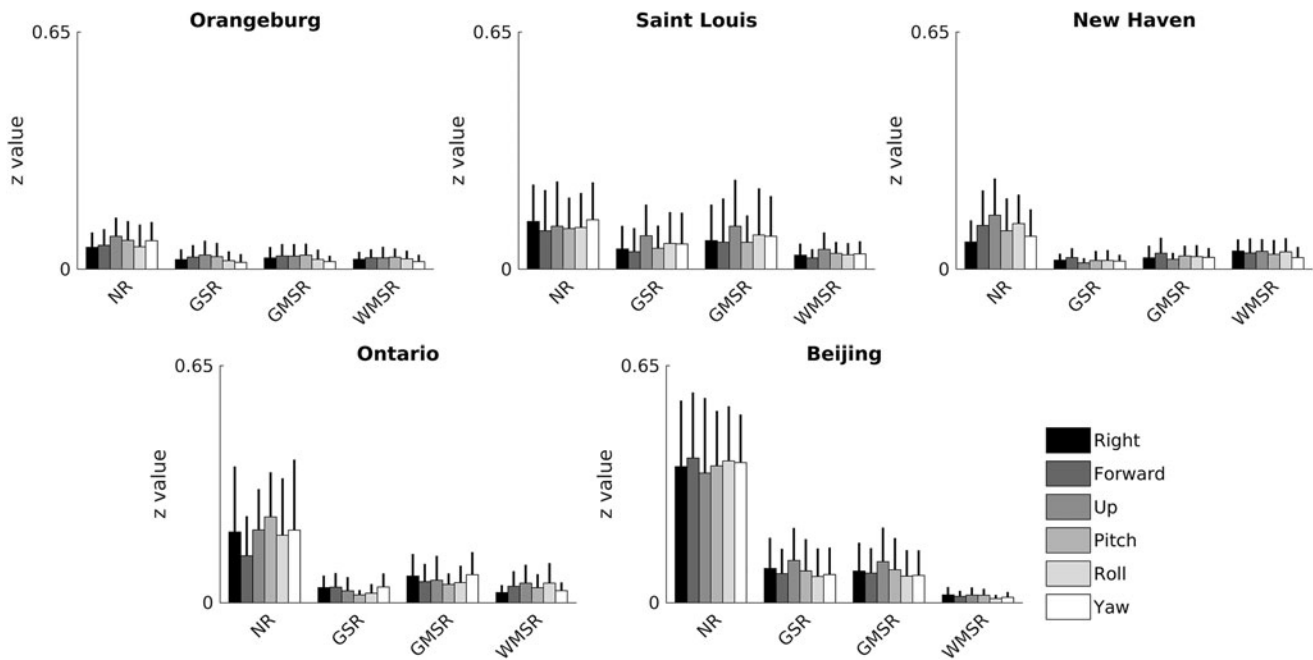 Orangeburg
0.65
z value
0
NR
GSR
GMSR
WMSR
Saint Louis
0.65
z value
0
NR
GSR
GMSR
WMSR
New Haven
0.65
z value
0
NR
GSR
GMSR
WMSR
Ontario
0.65
z value
0
NR
GSR
GMSR
WMSR
Beijing
0.65
z value
0
NR
GSR
GMSR
WMSR
Right
Forward
Up
Pitch
Roll
Yaw